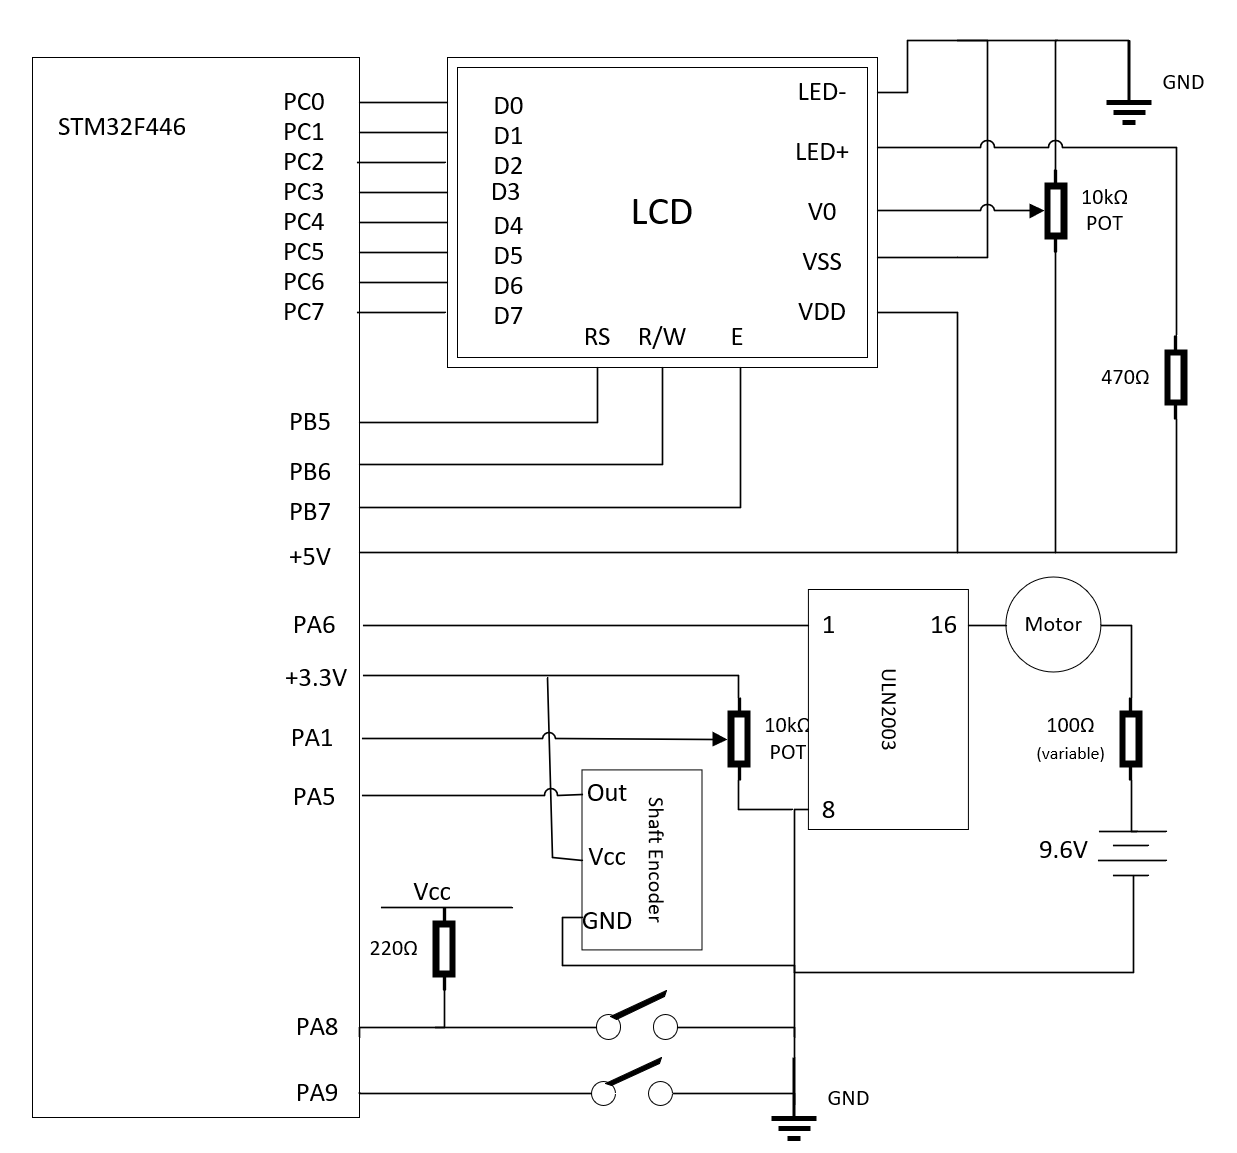 STM32F446
PC0
PC1
PC2
PC3
PC4
PC5
PC6
PC7
PB5
PB6
PB7
+5V
PA6
+3.3V
PA1
PA5
PA8
PA9
D0
D1
D2
D3
D4
D5
D6
D7
LCD
RS R/W E
LED-
LED+
V0
VSS
VDD
GND
10kΩ
POT
470Ω
1
16
8
ULN2003
Motor
100Ω
(variable)
9.6V
10kΩ
POT
Out
Vcc
GND
Shaft Encoder
Vcc
220Ω
GND